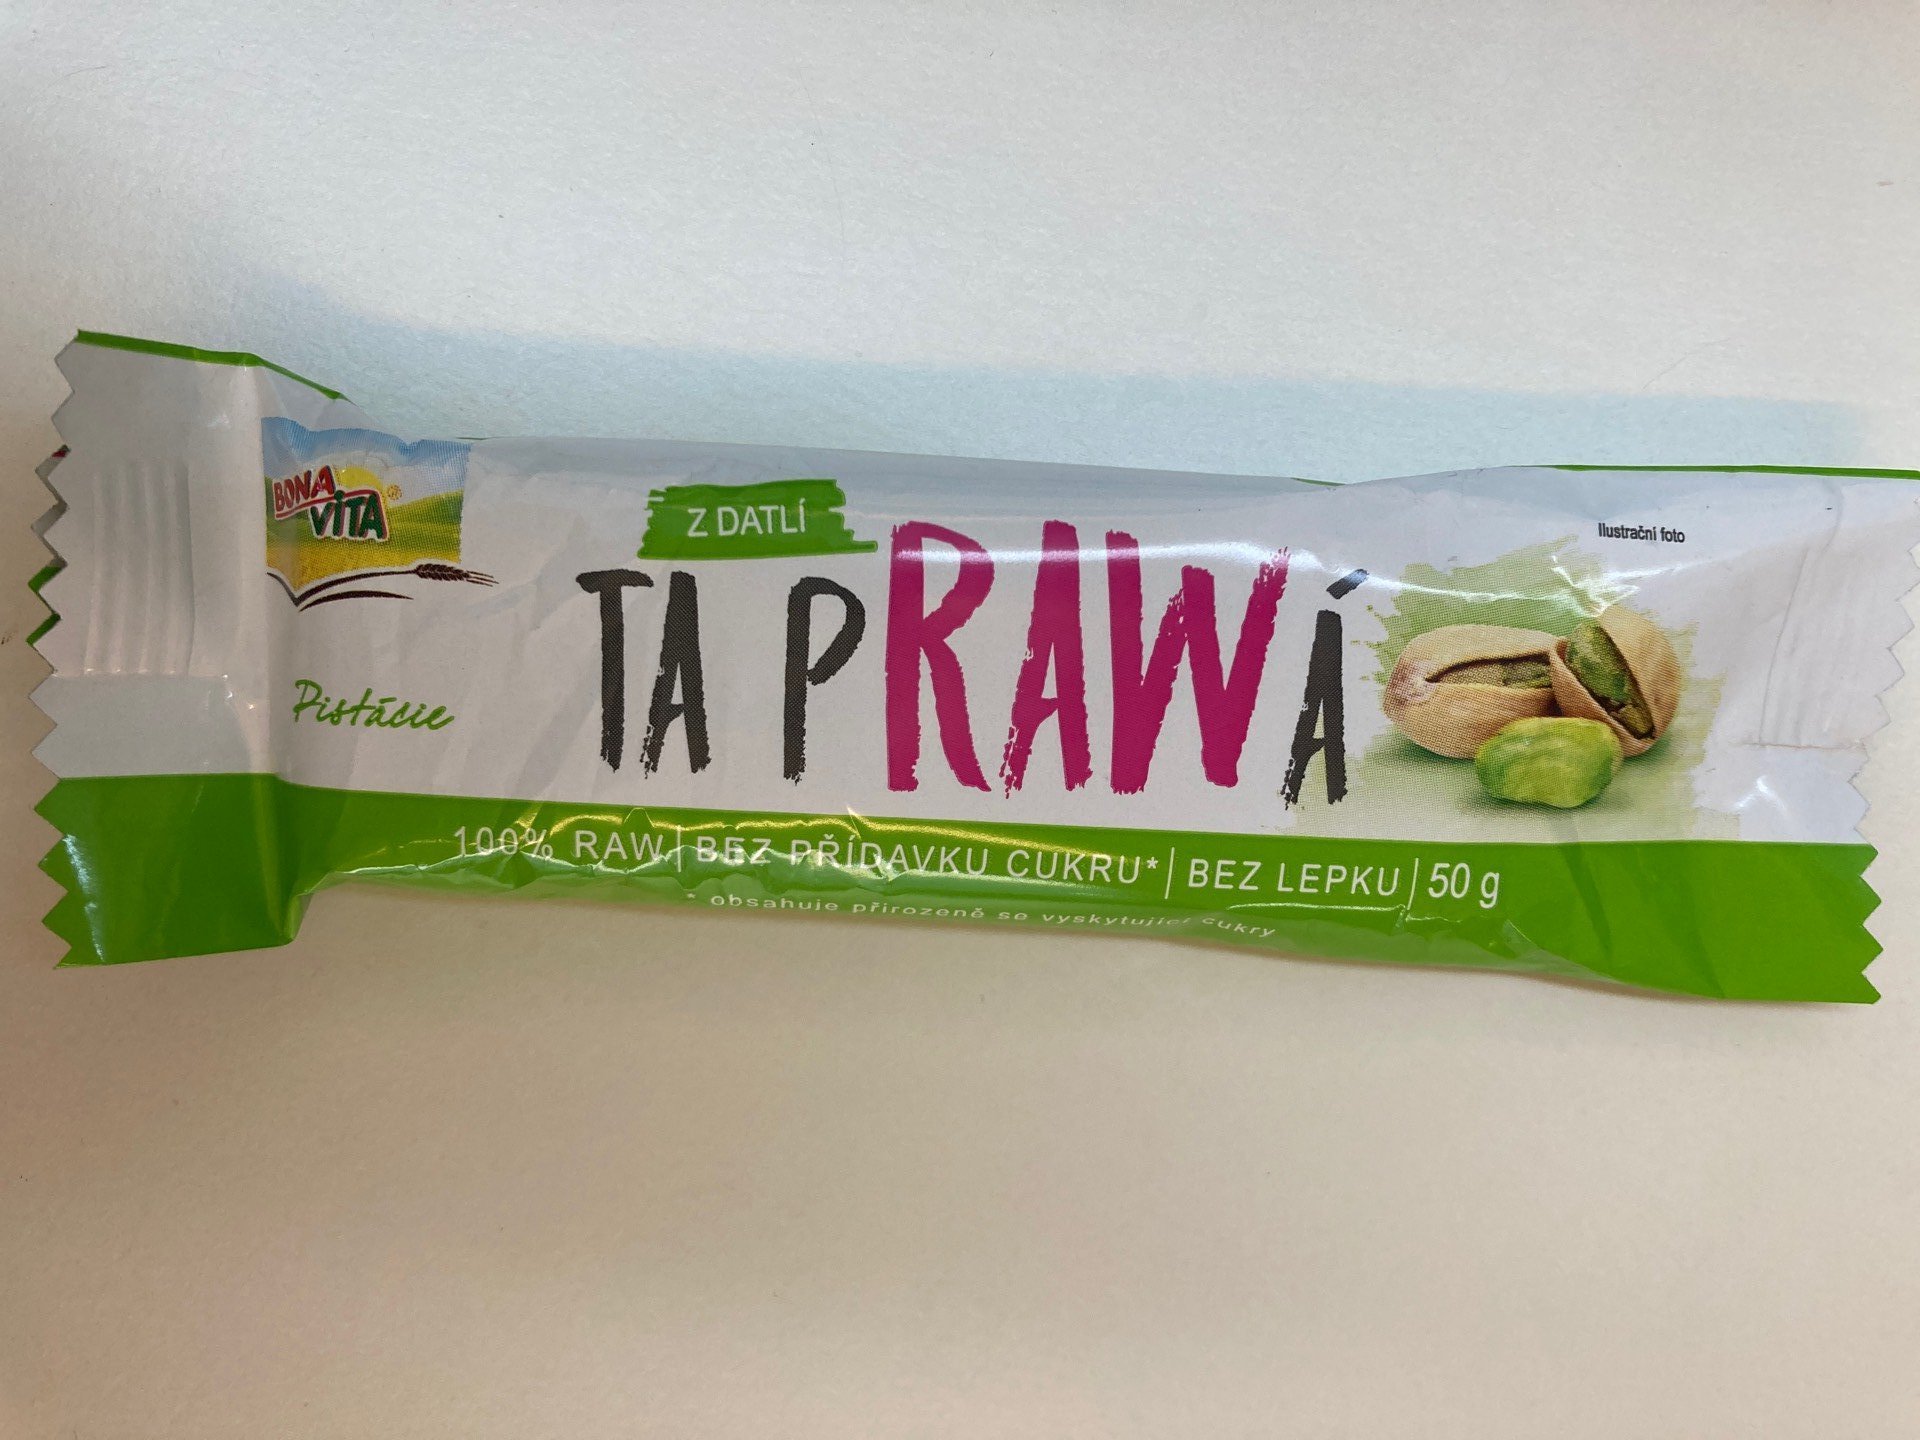 BONA
VITA
Z DATLÍ
Ilustrační foto
TA PRAWÁ
Pistácie
100% RAW | BEZ PŘÍDAVKU CUKRU* | BEZ LEPKU | 50 g
* obsahuje přirozeně se vyskytující cukry